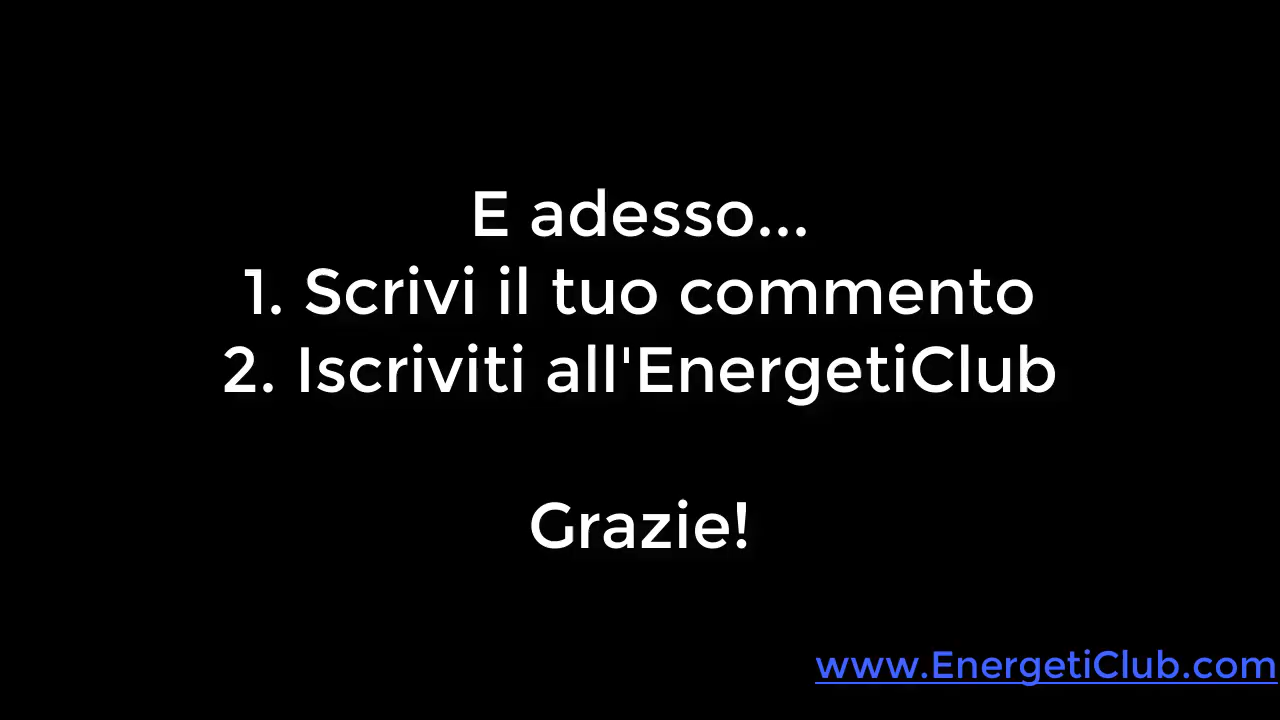 E adesso...
1. Scrivi il tuo commento
2. Iscriviti all'EnergetiClub
Grazie!
www.EnergetiClub.com